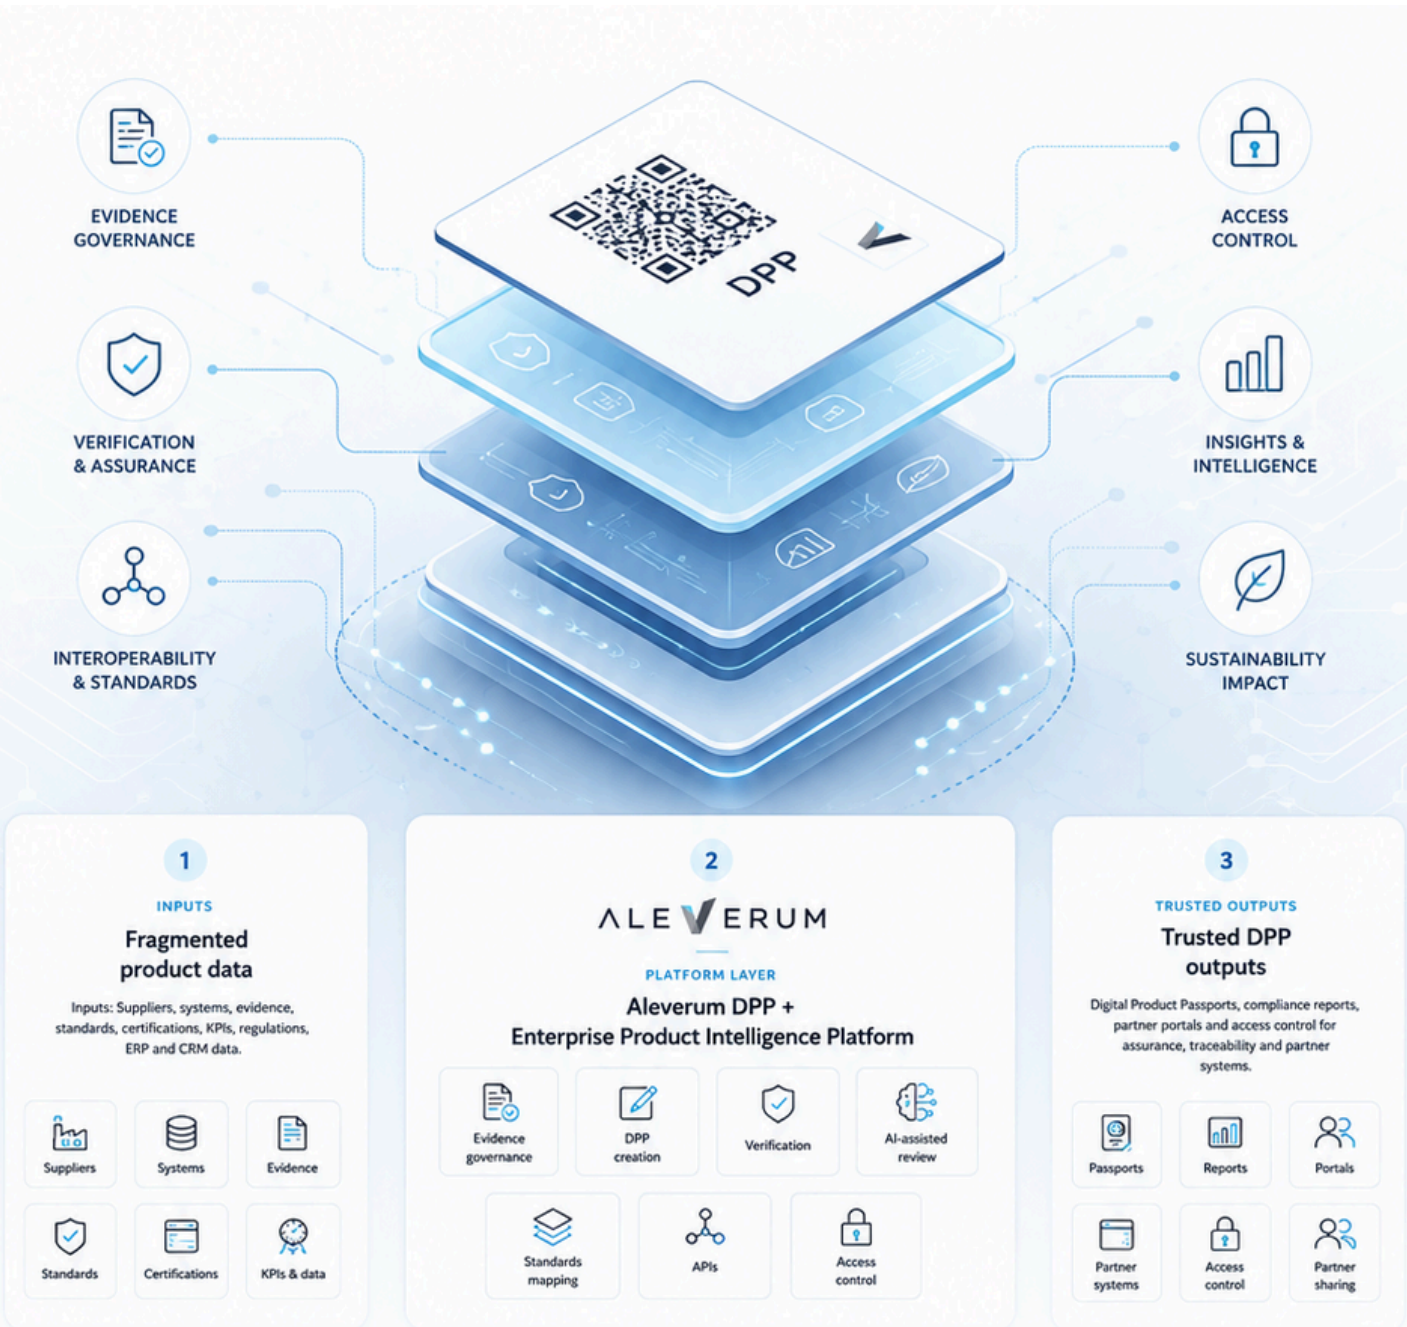 EVIDENCE
GOVERNANCE
VERIFICATION
& ASSURANCE
INTEROPERABILITY
& STANDARDS
DPP
ACCESS
CONTROL
INSIGHTS &
INTELLIGENCE
SUSTAINABILITY
IMPACT
1
INPUTS
Fragmented
product data
Inputs: Suppliers, systems, evidence,
standards, certifications, KPIs, regulations,
ERP and CRM data.
Suppliers
Systems
Evidence
Standards
Certifications
KPIs & data
2
ALEVERUM
PLATFORM LAYER
Aleverum DPP +
Enterprise Product Intelligence Platform
Evidence
governance
DPP
creation
Verification
AI-assisted
review
Standards
mapping
APIs
Access
control
3
TRUSTED OUTPUTS
Trusted DPP
outputs
Digital Product Passports, compliance reports,
partner portals and access control for
assurance, traceability and partner
systems.
Passports
Reports
Portals
Partner
systems
Access
control
Partner
sharing